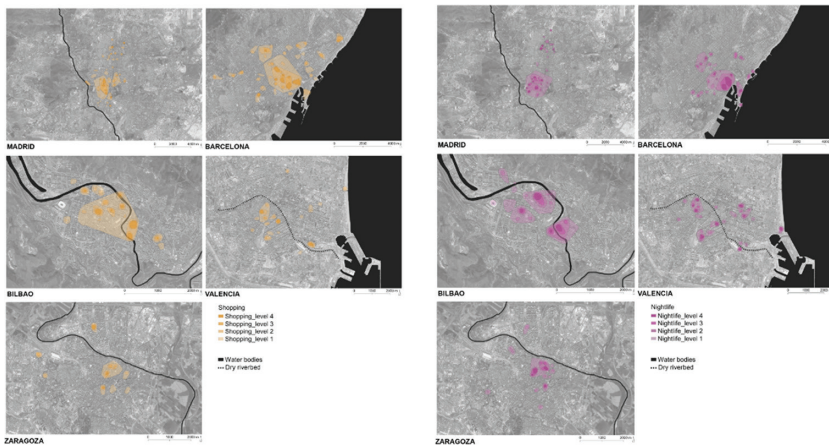 MADRID
BARCELONA
BILBAO
VALENCIA
Shopping
Shopping_level 4
Shopping_level 3
Shopping_level 2
Shopping_level 1
Water bodies
Dry riverbed
ZARAGOZA
MADRID
BARCELONA
BILBAO
VALENCIA
Nightlife
Nightlife_level 4
Nightlife_level 3
Nightlife_level 2
Nightlife_level 1
Water bodies
Dry riverbed
ZARAGOZA